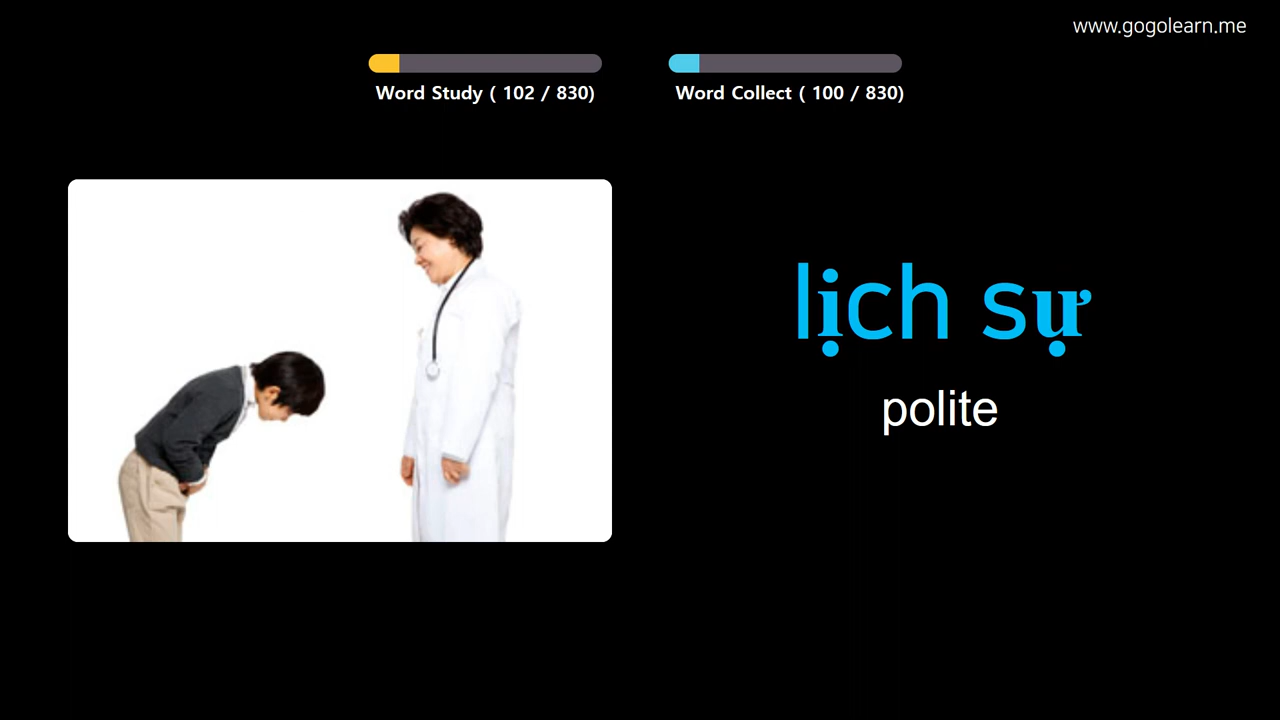 www.gogolearn.me
Word Study ( 102 / 830)
Word Collect ( 100 / 830)
lịch sự
polite